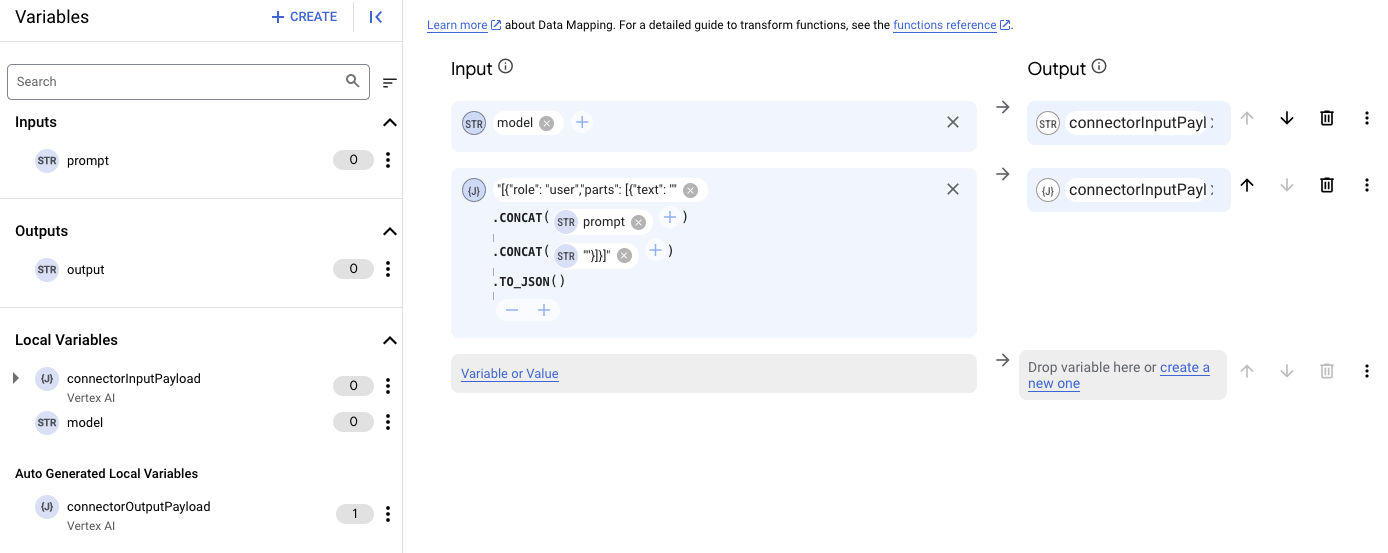 Variables
+ CREATE
Search
Inputs
STR prompt 0
Outputs
STR output 0
Local Variables
{J} connectorInputPayload 0
Vertex AI
STR model 0
Auto Generated Local Variables
{J} connectorOutputPayload 1
Vertex AI
Learn more about Data Mapping. For a detailed guide to transform functions, see the functions reference.
Input
Output
STR model +
STR connectorInputPayl
{J} "[{"role": "user","parts": [{"text": ""
{J} connectorInputPayl
.CONCAT( STR prompt + )
.CONCAT( STR ""}]}]" + )
.TO_JSON()
− +
Variable or Value
Drop variable here or create a
new one